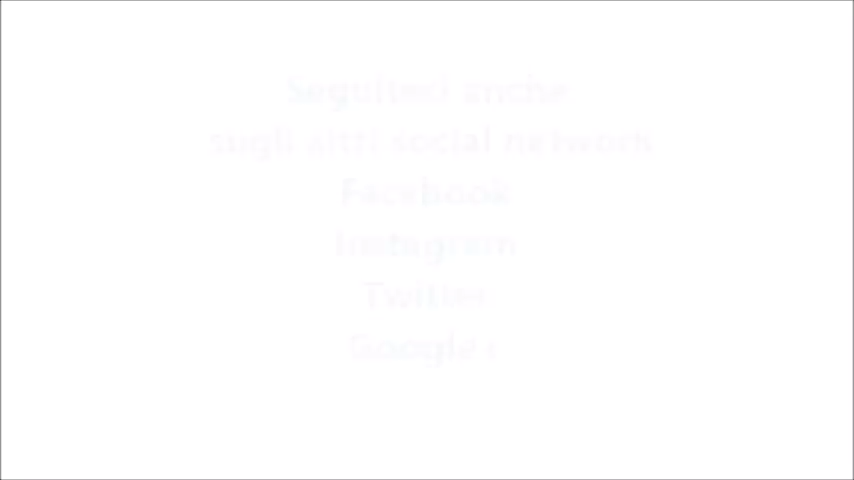 Seguiteci anche
sugli altri social network
Facebook
Instagram
Twitter
Google+